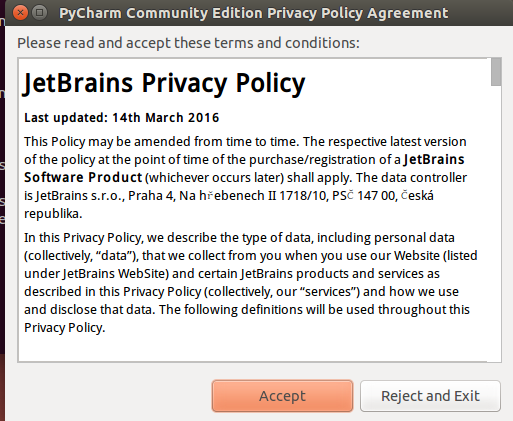 PyCharm Community Edition Privacy Policy Agreement
Please read and accept these terms and conditions:
JetBrains Privacy Policy
Last updated: 14th March 2016
This Policy may be amended from time to time. The respective latest version
of the policy at the point of time of the purchase/registration of a JetBrains
Software Product (whichever occurs later) shall apply. The data controller
is JetBrains s.r.o., Praha 4, Na hřebenech II 1718/10, PSČ 147 00, Česká
republika.
In this Privacy Policy, we describe the type of data, including personal data
(collectively, “data”), that we collect from you when you use our Website (listed
under JetBrains WebSite) and certain JetBrains products and services as
described in this Privacy Policy (collectively, our “services”) and how we use
and disclose that data. The following definitions will be used throughout this
Privacy Policy.
Accept
Reject and Exit